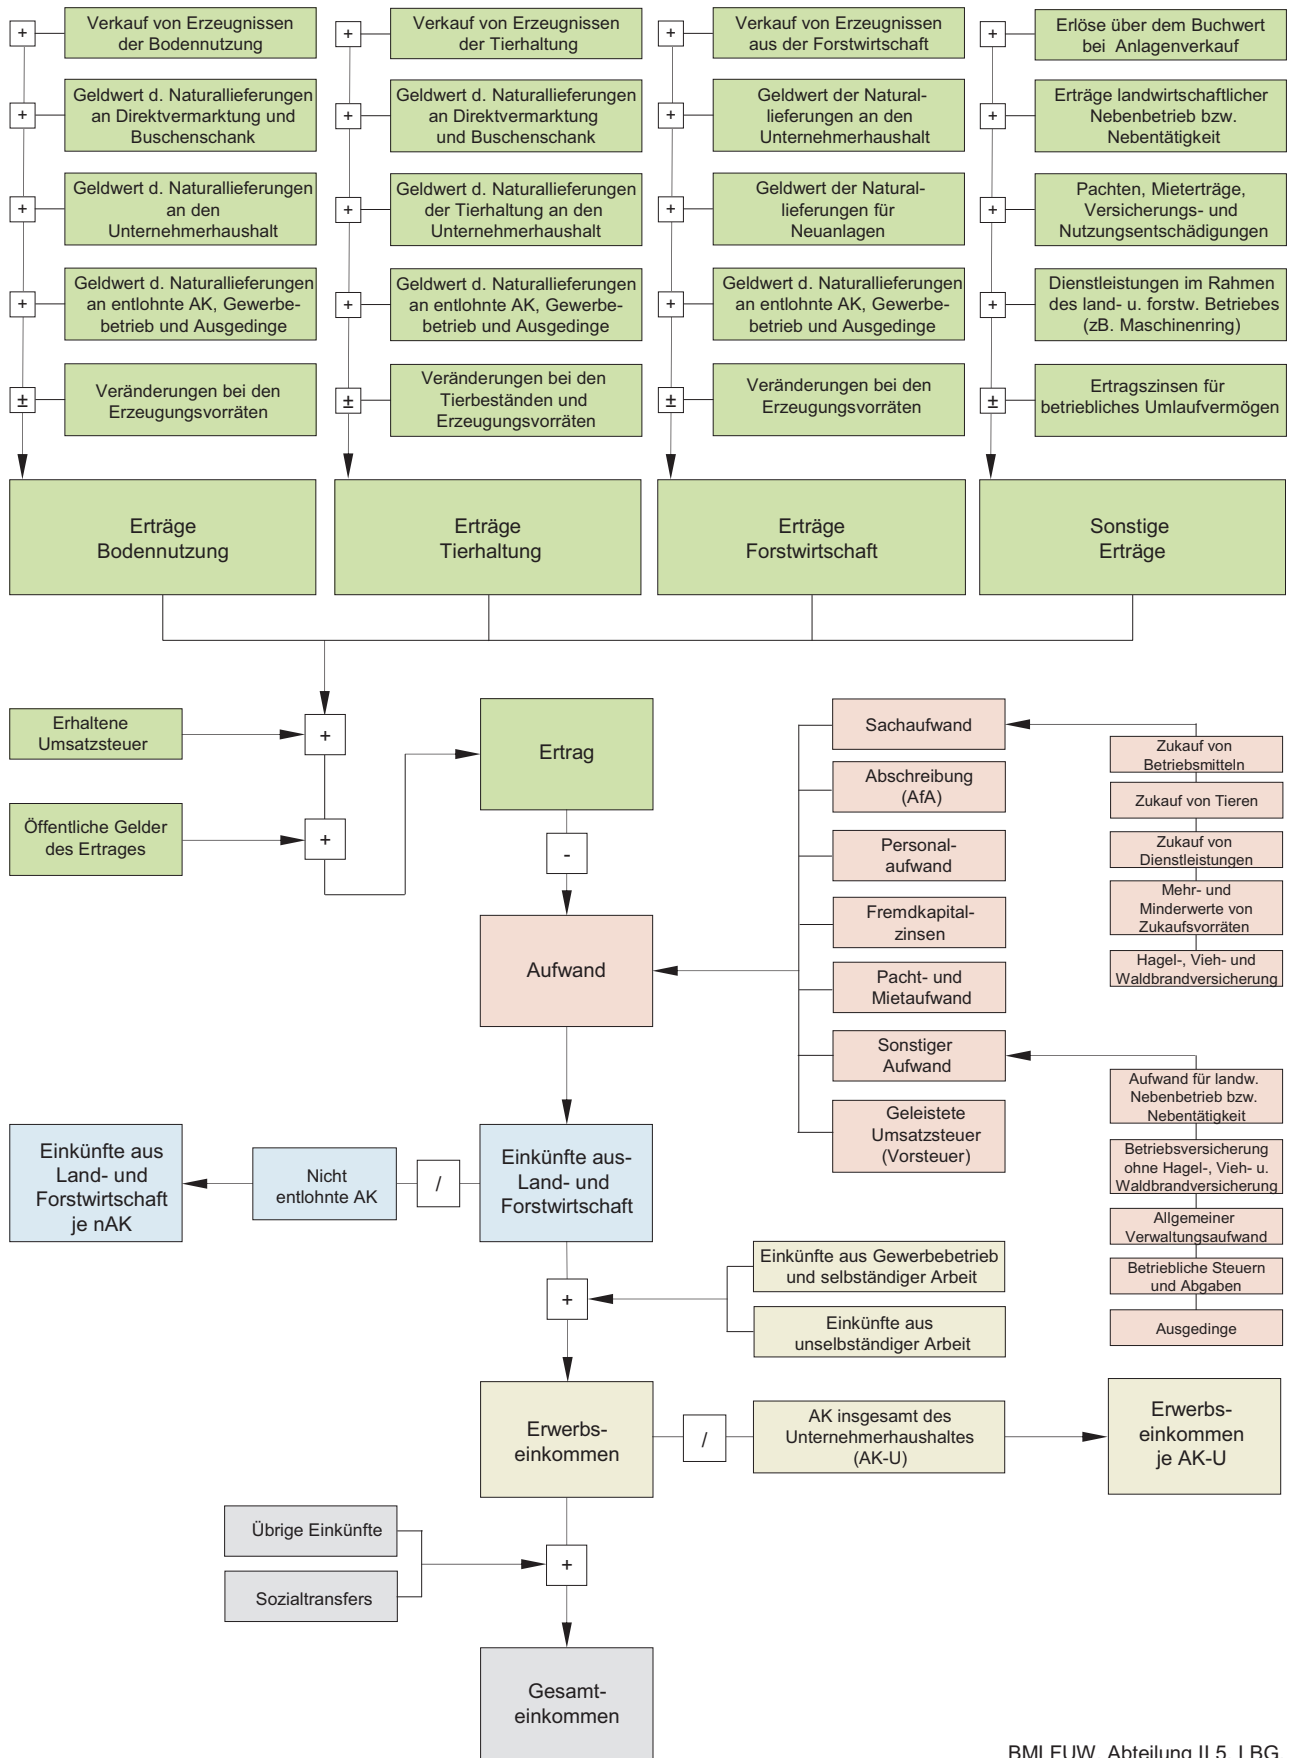 +
Verkauf von Erzeugnissen
der Bodennutzung
+
Geldwert d. Naturallieferungen
an Direktvermarktung und
Buschenschank
+
Geldwert d. Naturallieferungen
an den
Unternehmerhaushalt
+
Geldwert d. Naturallieferungen
an entlohnte AK, Gewerbe-
betrieb und Ausgedinge
±
Veränderungen bei den
Erzeugungsvorräten
Erträge
Bodennutzung
+
Verkauf von Erzeugnissen
der Tierhaltung
+
Geldwert d. Naturallieferungen
an Direktvermarktung
und Buschenschank
+
Geldwert d. Naturallieferungen
der Tierhaltung an den
Unternehmerhaushalt
+
Geldwert d. Naturallieferungen
an entlohnte AK, Gewerbe-
betrieb und Ausgedinge
±
Veränderungen bei den
Tierbeständen und
Erzeugungsvorräten
Erträge
Tierhaltung
+
Verkauf von Erzeugnissen
aus der Forstwirtschaft
+
Geldwert der Natural-
lieferungen an den
Unternehmerhaushalt
+
Geldwert der Natural-
lieferungen für
Neuanlagen
+
Geldwert d. Naturallieferungen
an entlohnte AK, Gewerbe-
betrieb und Ausgedinge
±
Veränderungen bei den
Erzeugungsvorräten
Erträge
Forstwirtschaft
+
Erlöse über dem Buchwert
bei Anlagenverkauf
+
Erträge landwirtschaftlicher
Nebenbetrieb bzw.
Nebentätigkeit
+
Pachten, Mieterträge,
Versicherungs- und
Nutzungsentschädigungen
+
Dienstleistungen im Rahmen
des land- u. forstw. Betriebes
(zB. Maschinenring)
±
Ertragszinsen für
betriebliches Umlaufvermögen
Sonstige
Erträge
Erhaltene
Umsatzsteuer
+
Öffentliche Gelder
des Ertrages
+
Ertrag
-
Aufwand
Sachaufwand
Abschreibung
(AfA)
Personal-
aufwand
Fremdkapital-
zinsen
Pacht- und
Mietaufwand
Sonstiger
Aufwand
Geleistete
Umsatzsteuer
(Vorsteuer)
Zukauf von
Betriebsmitteln
Zukauf von Tieren
Zukauf von
Dienstleistungen
Mehr- und
Minderwerte von
Zukaufsvorräten
Hagel-, Vieh- und
Waldbrandversicherung
Aufwand für landw.
Nebenbetrieb bzw.
Nebentätigkeit
Betriebsversicherung
ohne Hagel-, Vieh- u.
Waldbrandversicherung
Allgemeiner
Verwaltungsaufwand
Betriebliche Steuern
und Abgaben
Ausgedinge
Einkünfte aus
Land- und
Forstwirtschaft
je nAK
Nicht
entlohnte AK
/
Einkünfte aus-
Land- und
Forstwirtschaft
+
Einkünfte aus Gewerbebetrieb
und selbständiger Arbeit
Einkünfte aus
unselbständiger Arbeit
Erwerbs-
einkommen
/
AK insgesamt des
Unternehmerhaushaltes
(AK-U)
Erwerbs-
einkommen
je AK-U
Übrige Einkünfte
Sozialtransfers
+
Gesamt-
einkommen
BMLFUW, Abteilung II 5, LBG